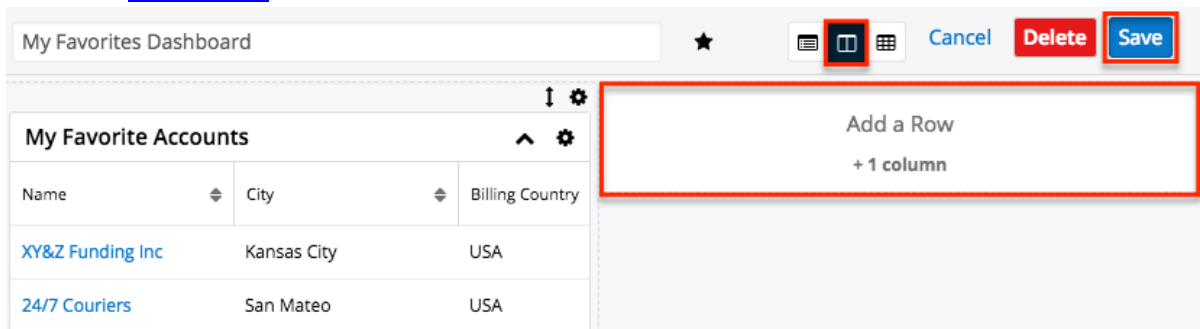 My Favorites Dashboard
Cancel
Delete
Save
My Favorite Accounts
Add a Row
+ 1 column
Name City Billing Country
XY&Z Funding Inc Kansas City USA
24/7 Couriers San Mateo USA